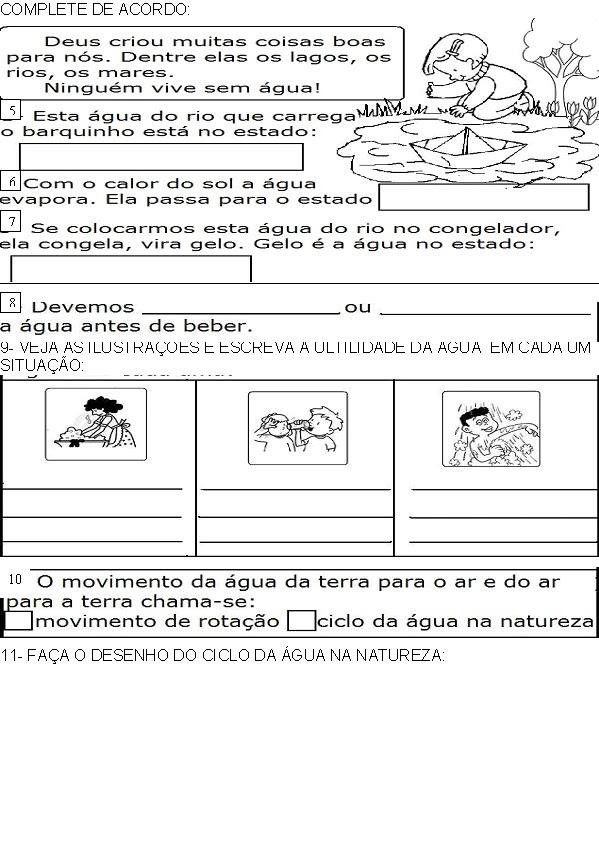 COMPLETE DE ACORDO:
Deus criou muitas coisas boas
para nós. Dentre elas os lagos, os
rios, os mares.
Ninguém vive sem água!
5 Esta água do rio que carrega
o barquinho está no estado:
6 Com o calor do sol a água
evapora. Ela passa para o estado
7 Se colocarmos esta água do rio no congelador,
ela congela, vira gelo. Gelo é a água no estado:
8 Devemos ____ ou ____
a água antes de beber.
9- VEJA AS ILUSTRAÇÕES E ESCREVA A ULTILIDADE DA ÁGUA EM CADA UM
SITUAÇÃO:
10 O movimento da água da terra para o ar e do ar
para a terra chama-se:
movimento de rotação ciclo da água na natureza
11- FAÇA O DESENHO DO CICLO DA ÁGUA NA NATUREZA: